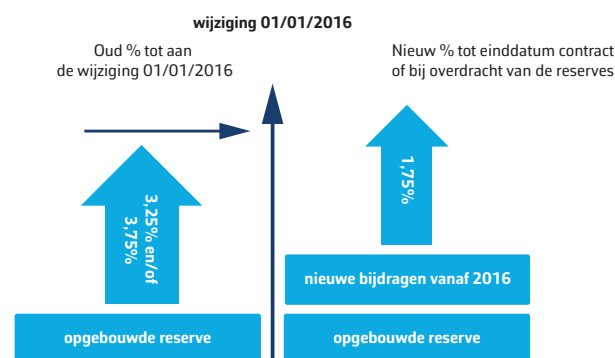 wijziging 01/01/2016
Oud % tot aan
de wijziging 01/01/2016
Nieuw % tot einddatum contract
of bij overdracht van de reserves
3,25% en/of
3,75%
1,75%
nieuwe bijdragen vanaf 2016
opgebouwde reserve
opgebouwde reserve